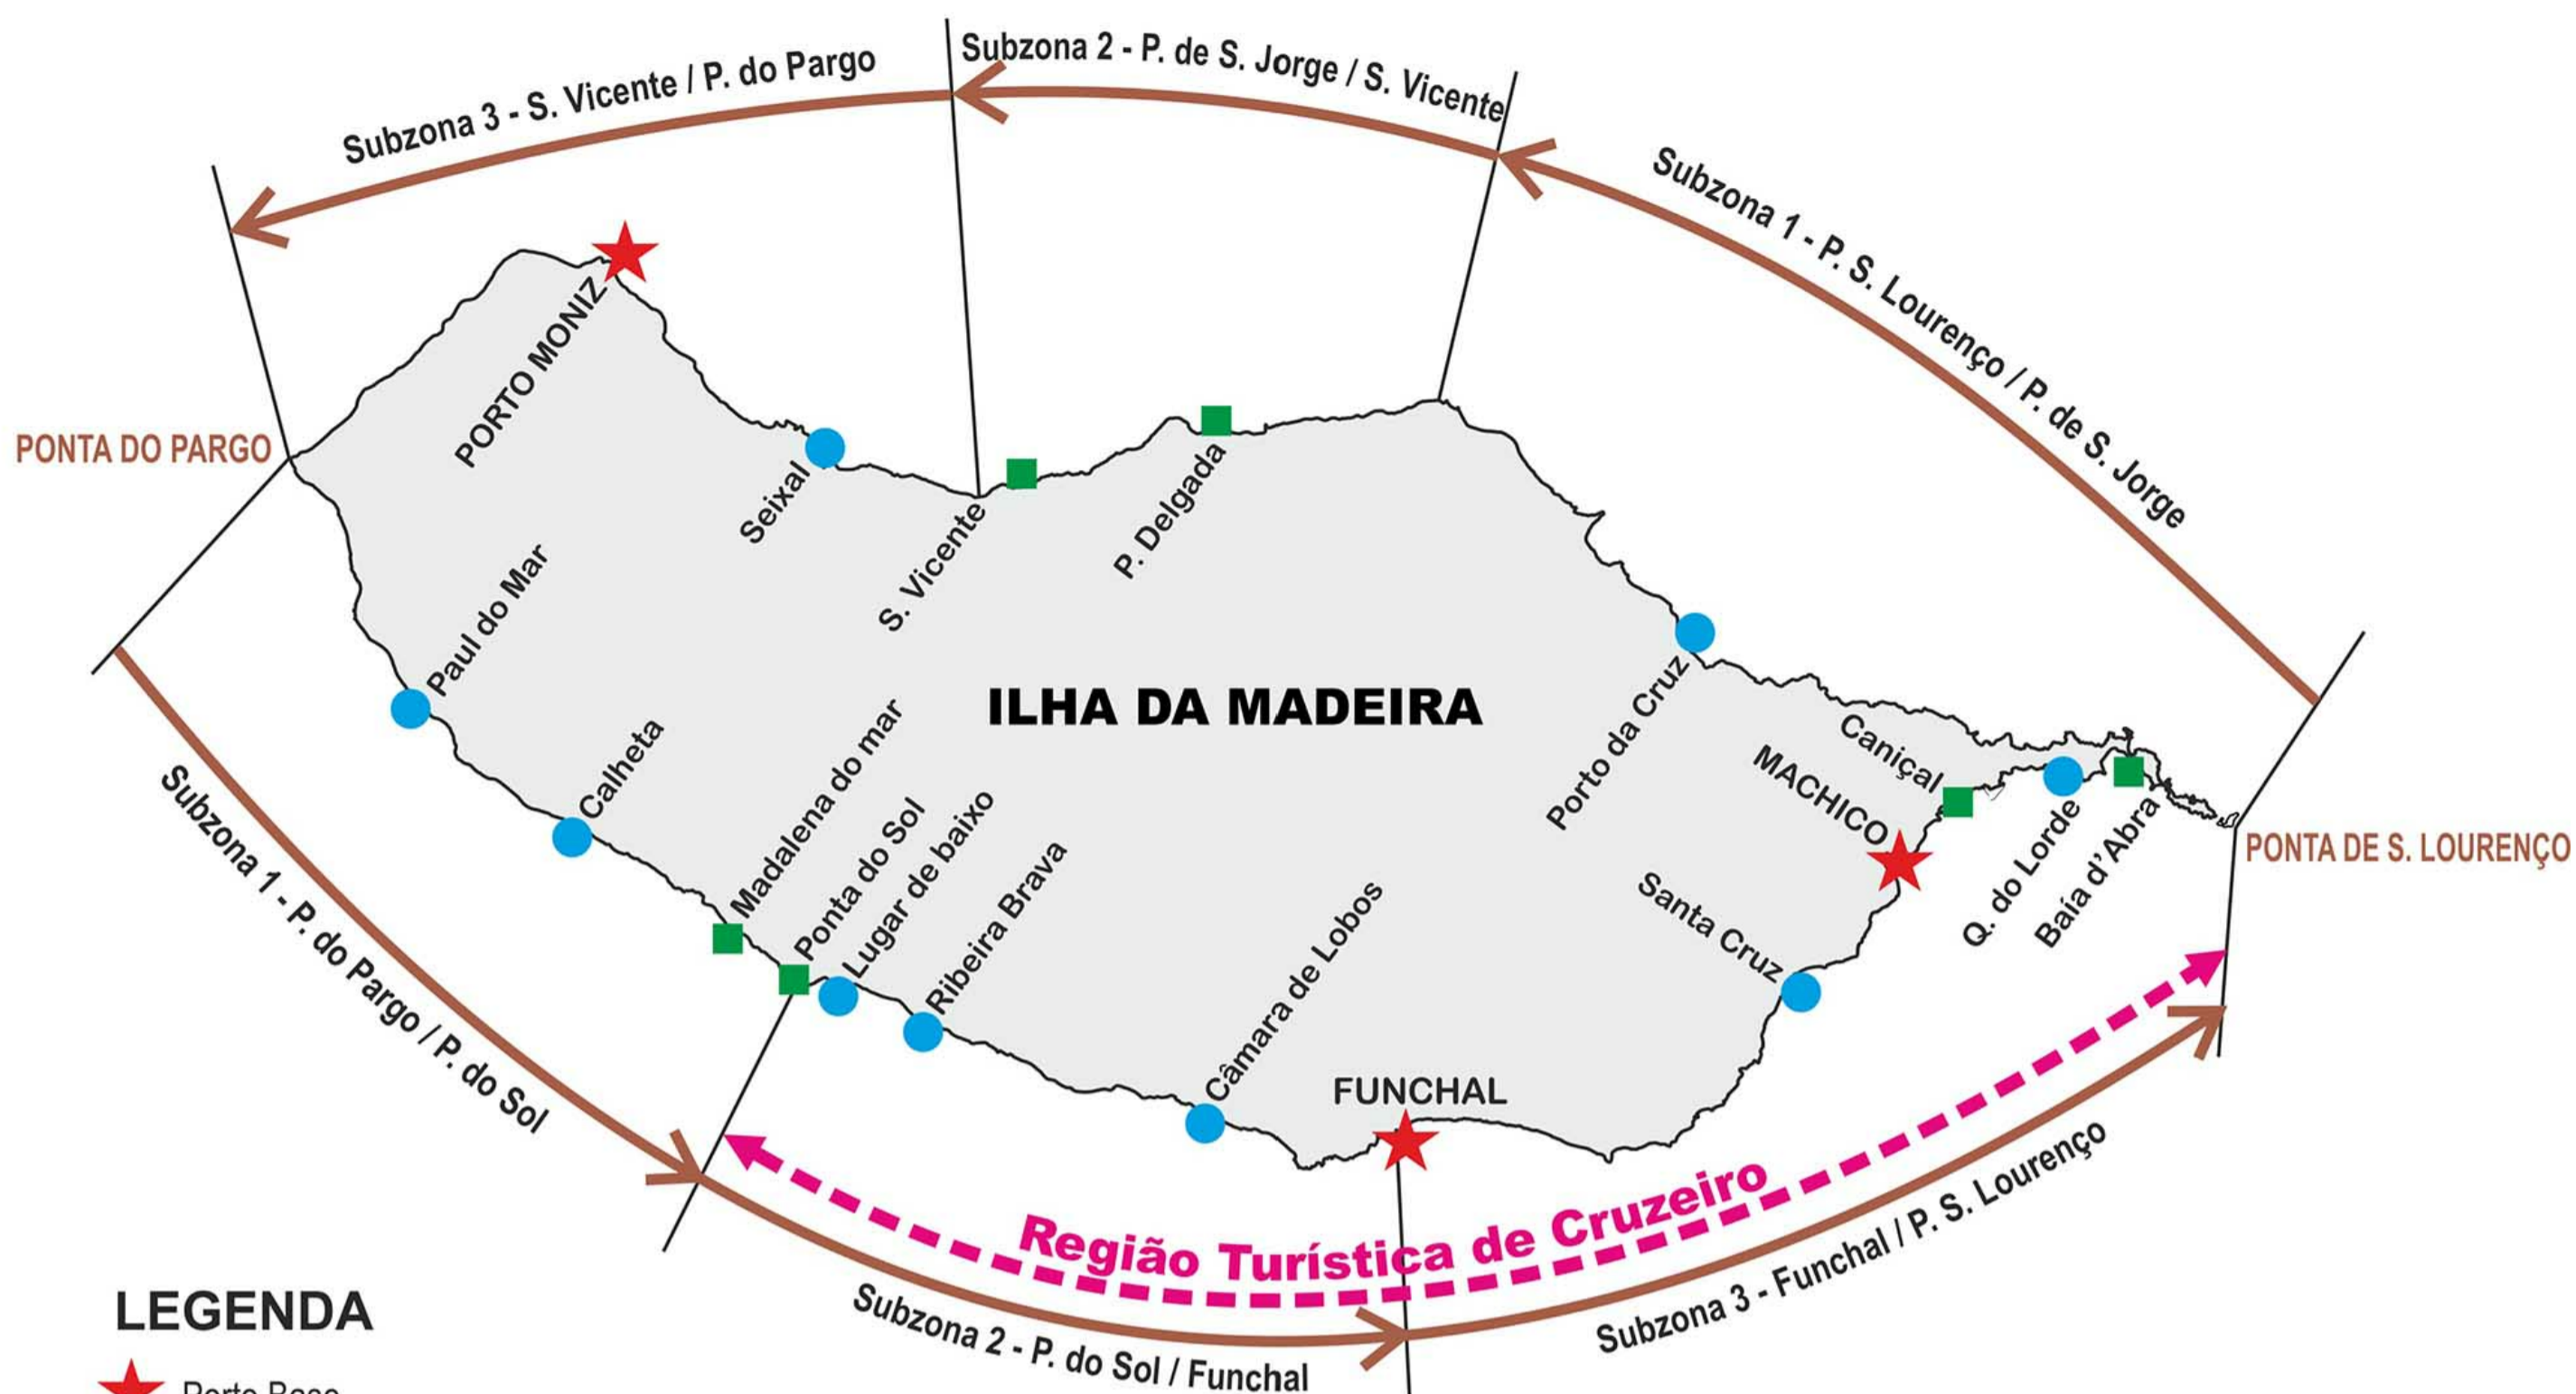 Subzona 3 - S. Vicente / P. do Pargo
Subzona 2 - P. de S. Jorge / S. Vicente
Subzona 1 - P. S. Lourenço / P. de S. Jorge
PONTA DO PARGO
PORTO MONIZ
Seixal
S. Vicente
P. Delgada
Paul do Mar
Calheta
Madalena do mar
Ponta do Sol
Lugar de baixo
Ribeira Brava
ILHA DA MADEIRA
Câmara de Lobos
FUNCHAL
Porto da Cruz
Caniçal
MACHICO
Santa Cruz
Q. do Lorde
Baía d'Abra
PONTA DE S. LOURENÇO
Subzona 1 - P. do Pargo / P. do Sol
Região Turística de Cruzeiro
Subzona 2 - P. do Sol / Funchal
Subzona 3 - Funchal / P. S. Lourenço
LEGENDA
Porto Base